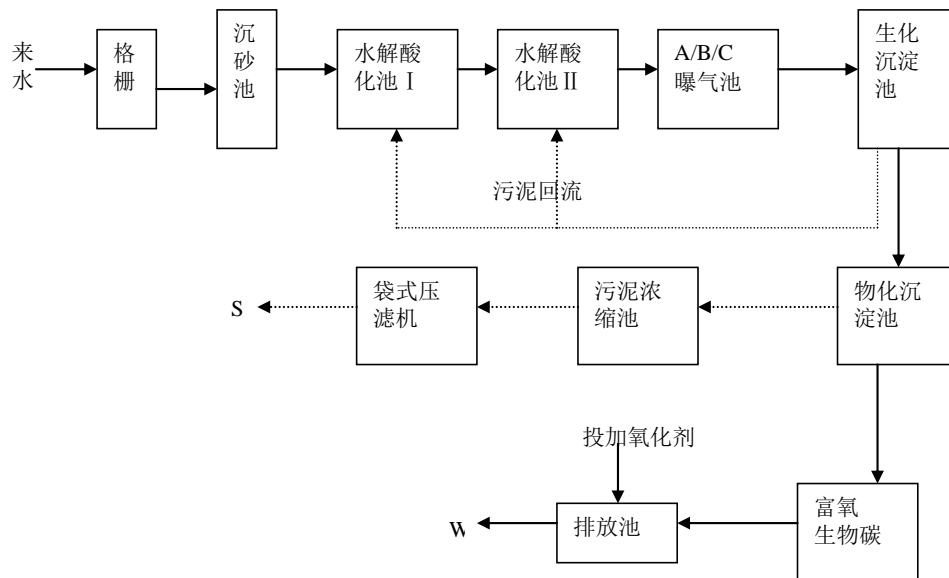 来
水
格
栅
沉
砂
池
水解酸
化池Ⅰ
水解酸
化池Ⅱ
A/B/C
曝气池
生化
沉淀
池
污泥回流
S
袋式压
滤机
污泥浓
缩池
物化沉
淀池
投加氧化剂
W
排放池
富氧
生物碳